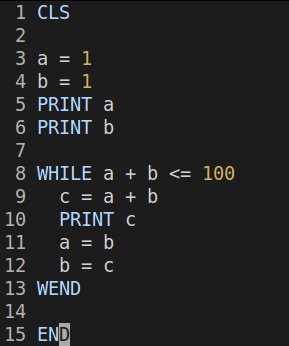 1 CLS
2
3 a = 1
4 b = 1
5 PRINT a
6 PRINT b
7
8 WHILE a + b <= 100
9   c = a + b
10   PRINT c
11   a = b
12   b = c
13 WEND
14
15 END